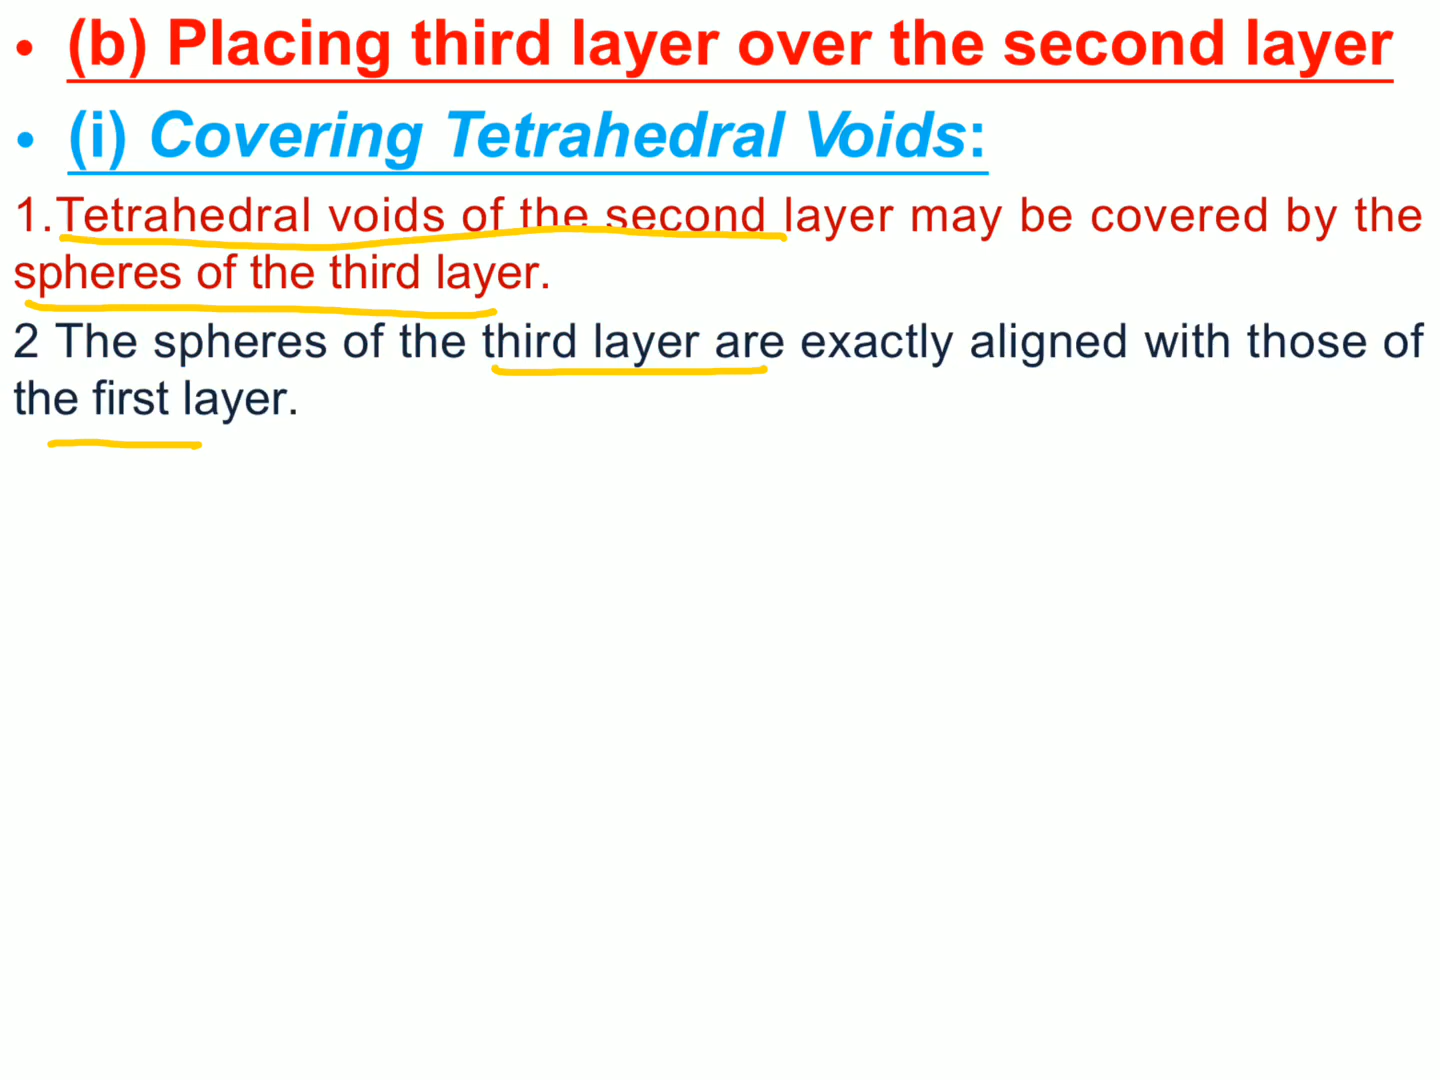 • (b) Placing third layer over the second layer
• (i) Covering Tetrahedral Voids:
1.Tetrahedral voids of the second layer may be covered by the
spheres of the third layer.
2 The spheres of the third layer are exactly aligned with those of
the first layer.